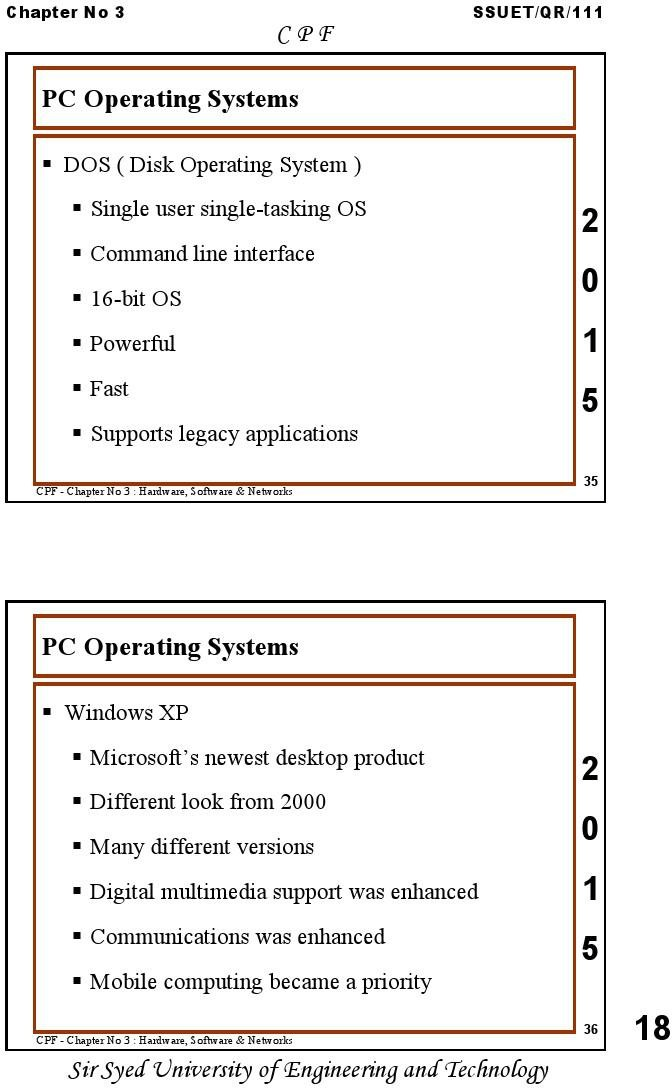 Chapter No 3 SSUET/QR/111
C P F
PC Operating Systems
▪ DOS ( Disk Operating System )
▪ Single user single-tasking OS
▪ Command line interface
▪ 16-bit OS
▪ Powerful
▪ Fast
▪ Supports legacy applications
2
0
1
5
35
CPF - Chapter No 3 : Hardware, Software & Networks
PC Operating Systems
▪ Windows XP
▪ Microsoft’s newest desktop product
▪ Different look from 2000
▪ Many different versions
▪ Digital multimedia support was enhanced
▪ Communications was enhanced
▪ Mobile computing became a priority
2
0
1
5
36
CPF - Chapter No 3 : Hardware, Software & Networks
18
Sir Syed University of Engineering and Technology